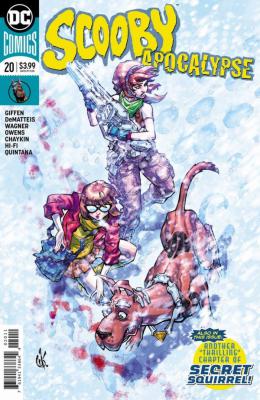 DC
COMICS
SCOOBY
APOCALYPSE
20
$3.99
GIFFEN
DeMATTEIS
WAGNER
OWENS
CHAYKIN
HI-FI
QUINTANA
ALSO IN
THIS ISSUE:
ANOTHER
"THRILLING"
CHAPTER OF
SECRET
SQUIRREL!